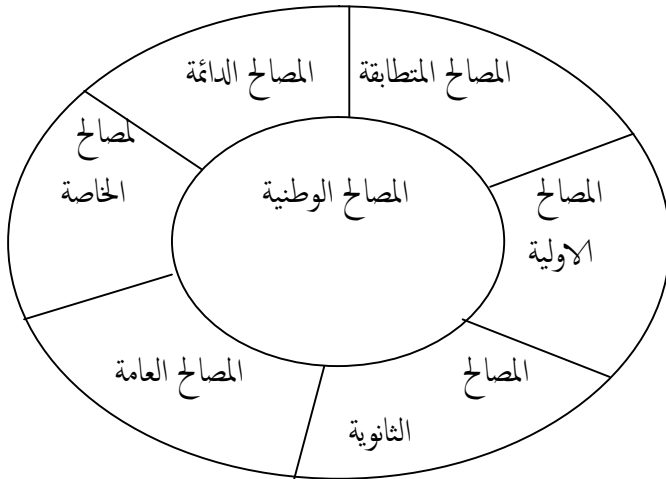 المصالح المتطابقة
المصالح الدائمة
لمصالح
الخاصة
المصالح الوطنية
المصالح
الاولية
المصالح العامة
المصالح
الثانوية